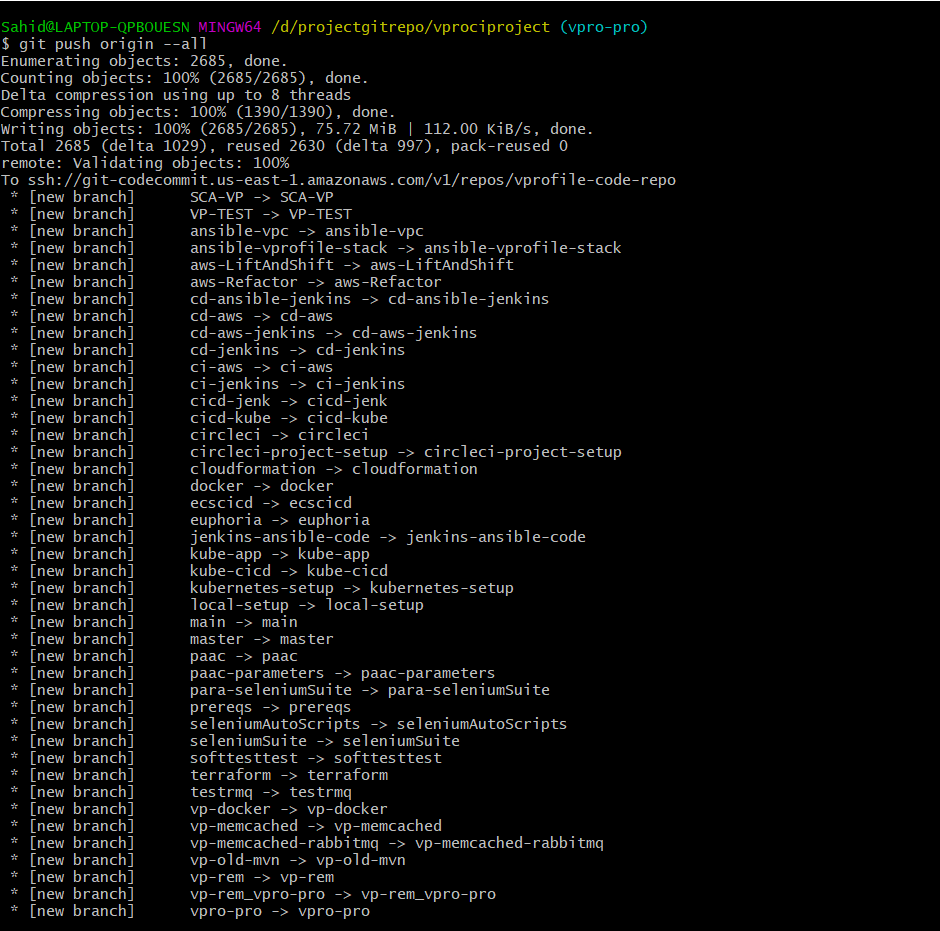 Sahid@LAPTOP-QPBOUESN MINGW64 /d/projectgitrepo/vprociproject (vpro-pro)
$ git push origin --all
Enumerating objects: 2685, done.
Counting objects: 100% (2685/2685), done.
Delta compression using up to 8 threads
Compressing objects: 100% (1390/1390), done.
Writing objects: 100% (2685/2685), 75.72 MiB | 112.00 KiB/s, done.
Total 2685 (delta 1029), reused 2630 (delta 997), pack-reused 0
remote: Validating objects: 100%
To ssh://git-codecommit.us-east-1.amazonaws.com/v1/repos/vprofile-code-repo
 * [new branch]      SCA-VP -> SCA-VP
 * [new branch]      VP-TEST -> VP-TEST
 * [new branch]      ansible-vpc -> ansible-vpc
 * [new branch]      ansible-vprofile-stack -> ansible-vprofile-stack
 * [new branch]      aws-LiftAndShift -> aws-LiftAndShift
 * [new branch]      aws-Refactor -> aws-Refactor
 * [new branch]      cd-ansible-jenkins -> cd-ansible-jenkins
 * [new branch]      cd-aws -> cd-aws
 * [new branch]      cd-aws-jenkins -> cd-aws-jenkins
 * [new branch]      cd-jenkins -> cd-jenkins
 * [new branch]      ci-aws -> ci-aws
 * [new branch]      ci-jenkins -> ci-jenkins
 * [new branch]      cicd-jenk -> cicd-jenk
 * [new branch]      cicd-kube -> cicd-kube
 * [new branch]      circleci -> circleci
 * [new branch]      circleci-project-setup -> circleci-project-setup
 * [new branch]      cloudformation -> cloudformation
 * [new branch]      docker -> docker
 * [new branch]      ecscicd -> ecscicd
 * [new branch]      euphoria -> euphoria
 * [new branch]      jenkins-ansible-code -> jenkins-ansible-code
 * [new branch]      kube-app -> kube-app
 * [new branch]      kube-cicd -> kube-cicd
 * [new branch]      kubernetes-setup -> kubernetes-setup
 * [new branch]      local-setup -> local-setup
 * [new branch]      main -> main
 * [new branch]      master -> master
 * [new branch]      paac -> paac
 * [new branch]      paac-parameters -> paac-parameters
 * [new branch]      para-seleniumSuite -> para-seleniumSuite
 * [new branch]      prereqs -> prereqs
 * [new branch]      seleniumAutoScripts -> seleniumAutoScripts
 * [new branch]      seleniumSuite -> seleniumSuite
 * [new branch]      softtesttest -> softtesttest
 * [new branch]      terraform -> terraform
 * [new branch]      testrmq -> testrmq
 * [new branch]      vp-docker -> vp-docker
 * [new branch]      vp-memcached -> vp-memcached
 * [new branch]      vp-memcached-rabbitmq -> vp-memcached-rabbitmq
 * [new branch]      vp-old-mvn -> vp-old-mvn
 * [new branch]      vp-rem -> vp-rem
 * [new branch]      vp-rem_vpro-pro -> vp-rem_vpro-pro
 * [new branch]      vpro-pro -> vpro-pro